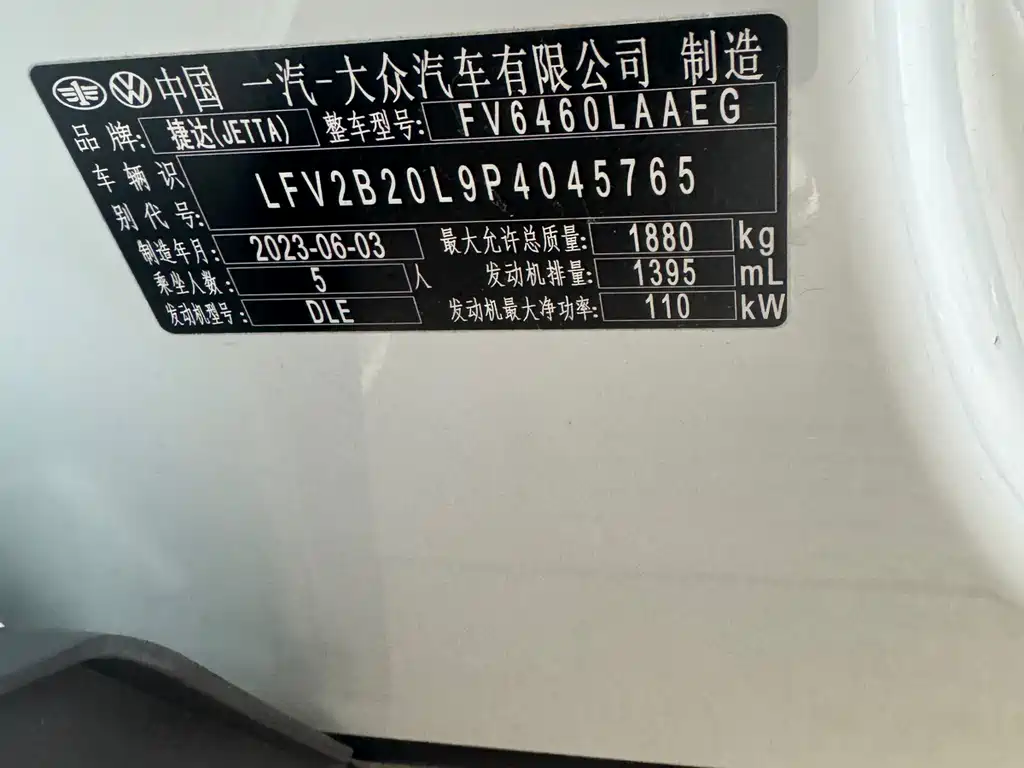 中国 一汽-大众汽车有限公司 制造
品牌: 捷达(JETTA) 整车型号: FV6460LAAEG
车辆识别代号: LFV2B20L9P4045765
制造年月: 2023-06-03 最大允许总质量: 1880 kg
乘坐人数: 5 人 发动机排量: 1395 mL
发动机型号: DLE 发动机最大净功率: 110 kW